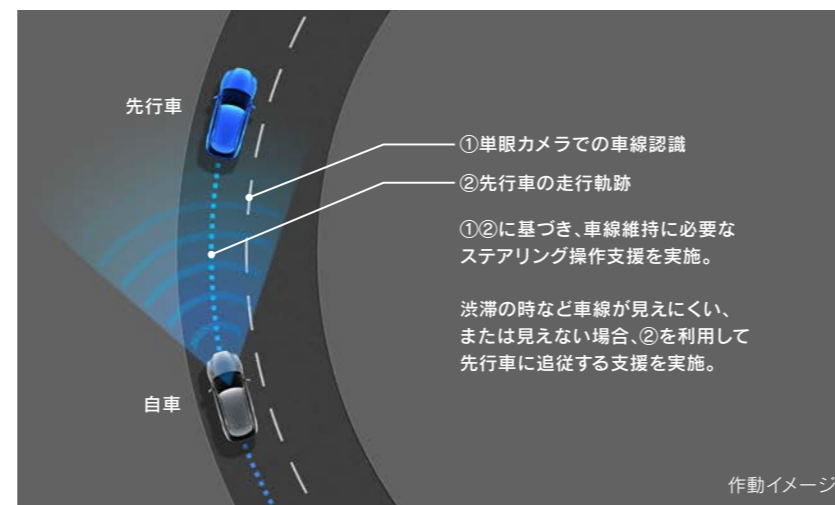 先行車
①単眼カメラでの車線認識
②先行車の走行軌跡
①②に基づき、車線維持に必要な
ステアリング操作支援を実施。
渋滞の時など車線が見えにくい、
または見えない場合、②を利用して
先行車に追従する支援を実施。
自車
作動イメージ